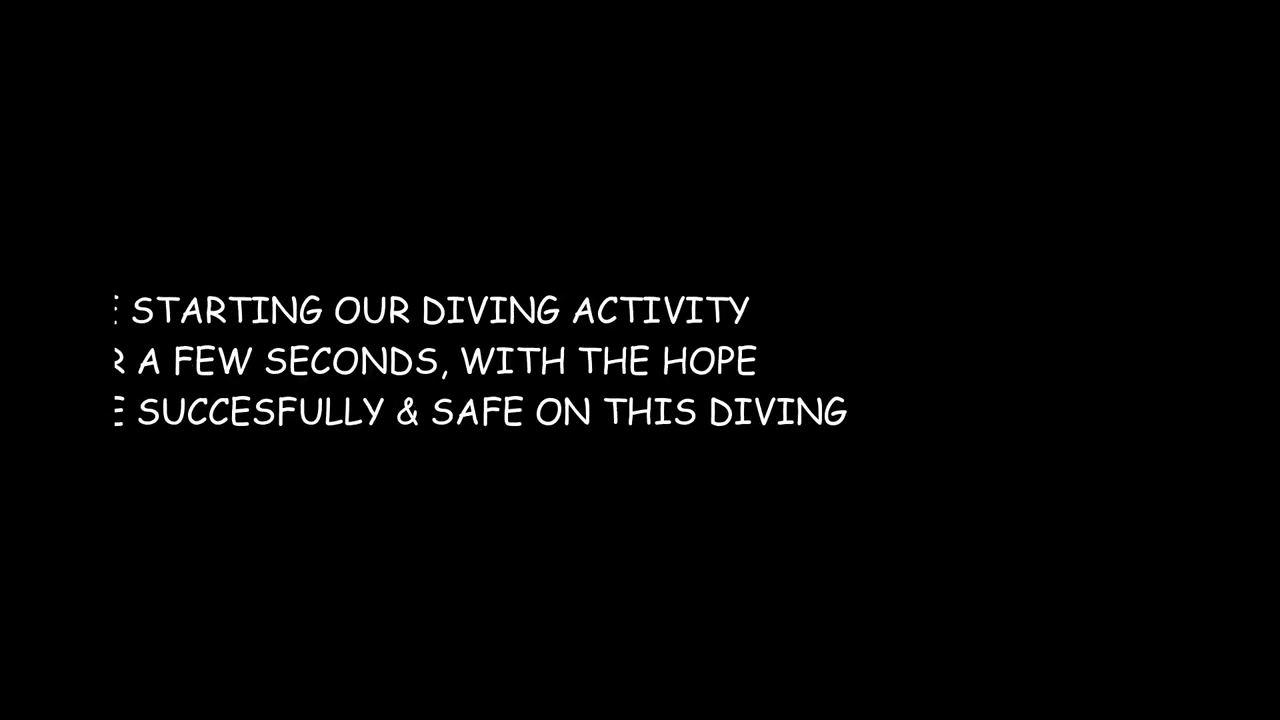 STARTING OUR DIVING ACTIVITY
A FEW SECONDS, WITH THE HOPE
SUCCESFULLY & SAFE ON THIS DIVING